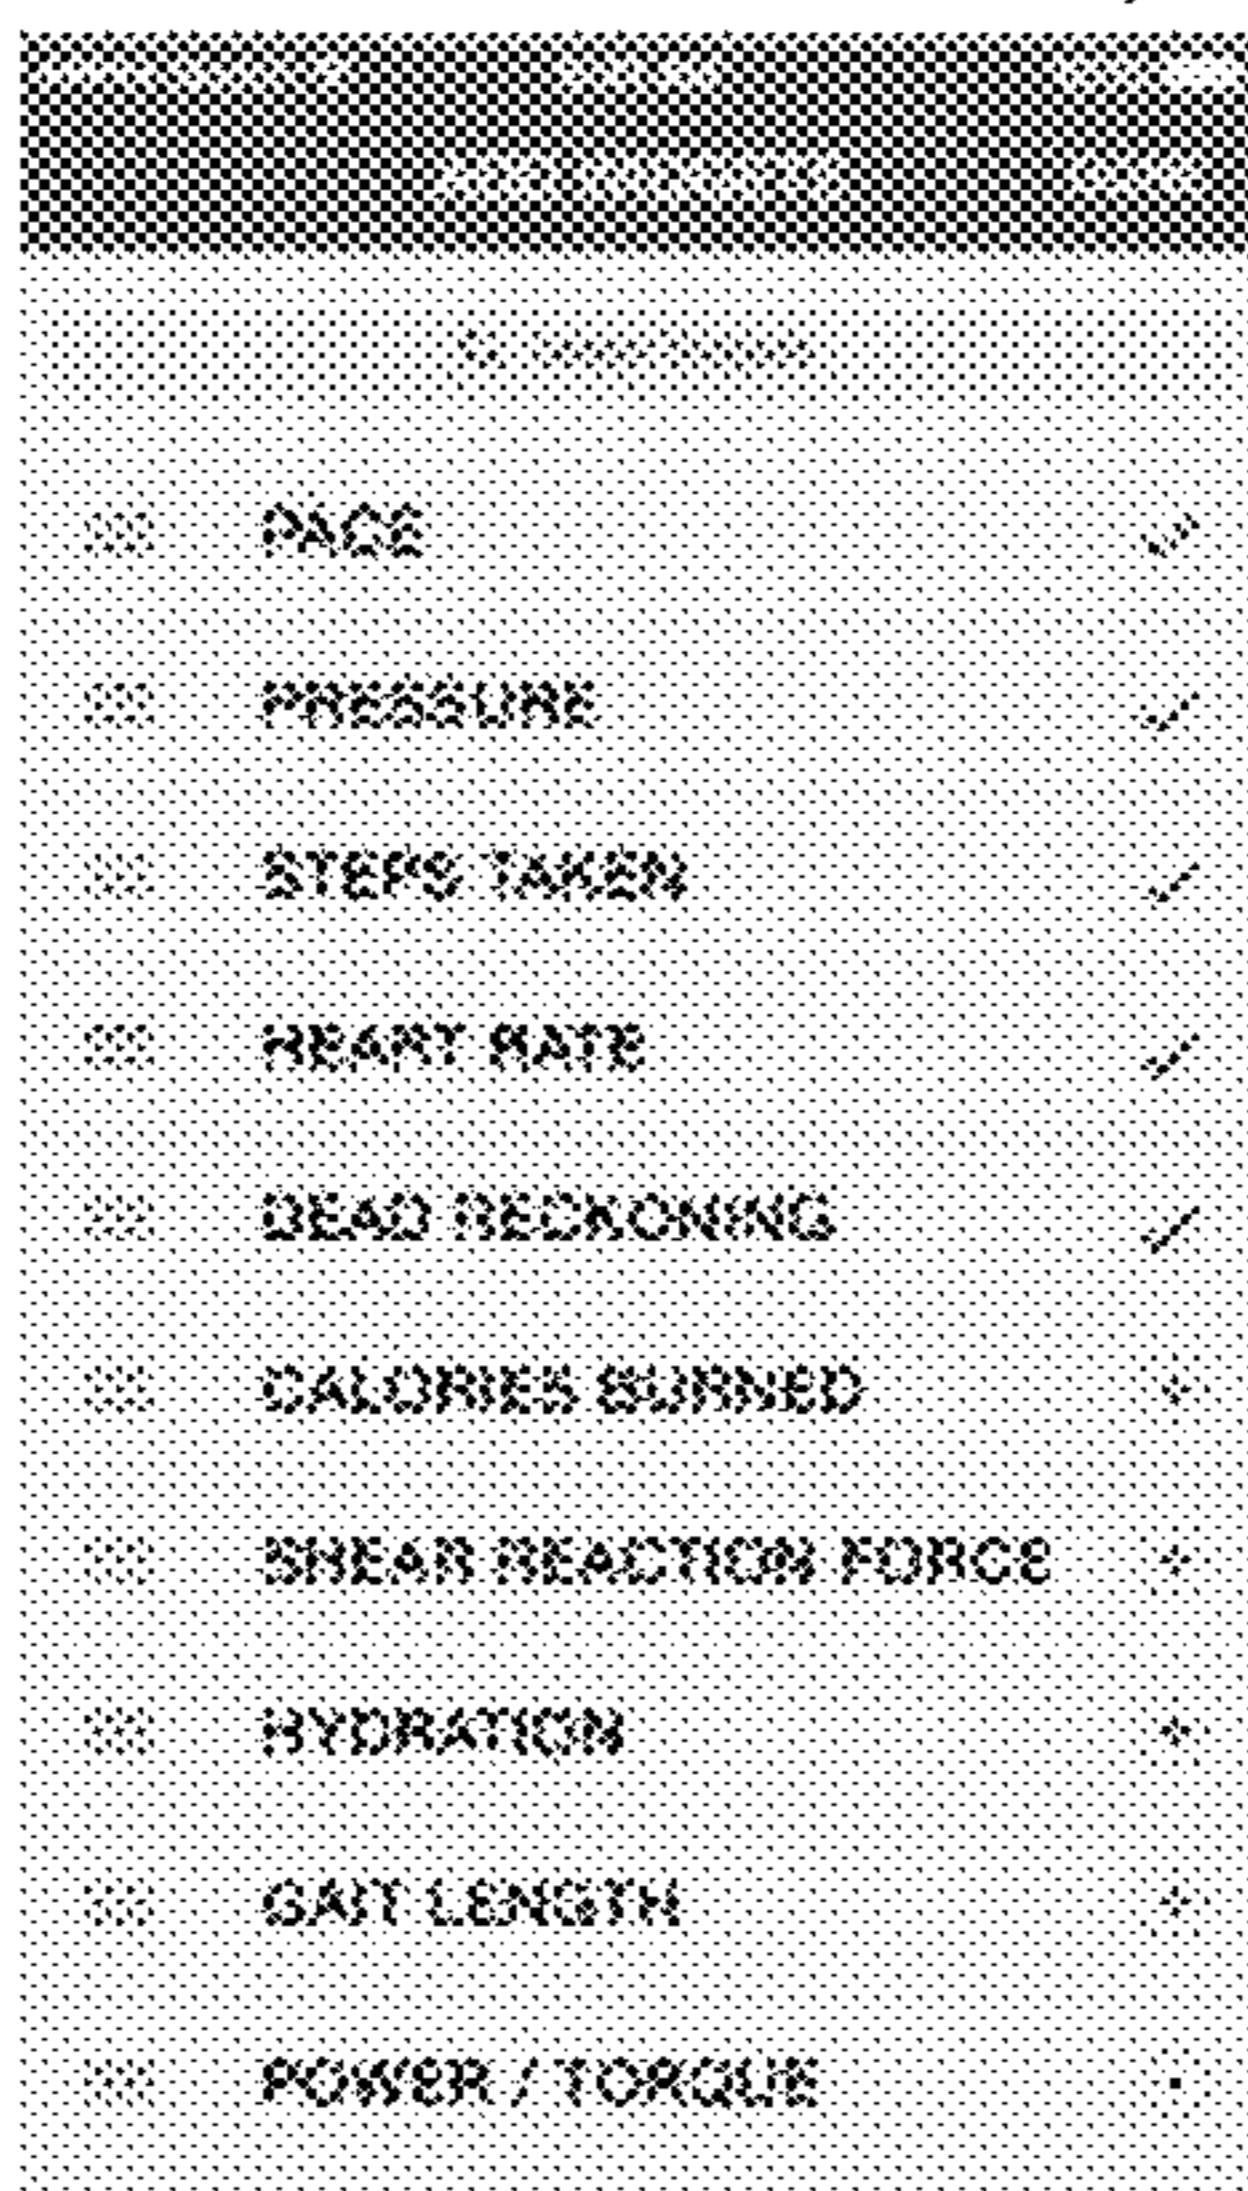 PACE
PRESSURE
STEPS TAKEN
HEART RATE
DEAD RECKONING
CALORIES BURNED
SHEAR REACTION FORCE
HYDRATION
GAIT LENGTH
POWER / TORQUE